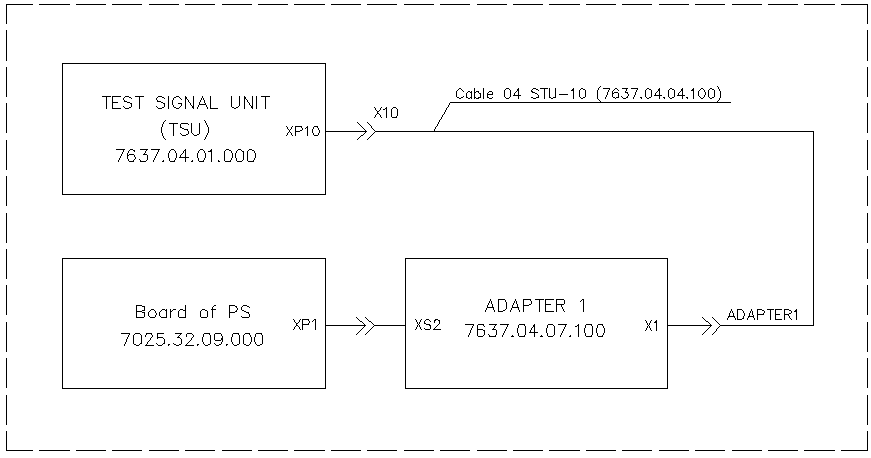 Cable 04 STU-10 (7637.04.04.100)
TEST SIGNAL UNIT
(TSU)
7637.04.01.000
XP10
X10
Board of PS
7025.32.09.000
XP1
XS2
ADAPTER 1
7637.04.07.100
X1
ADAPTER1